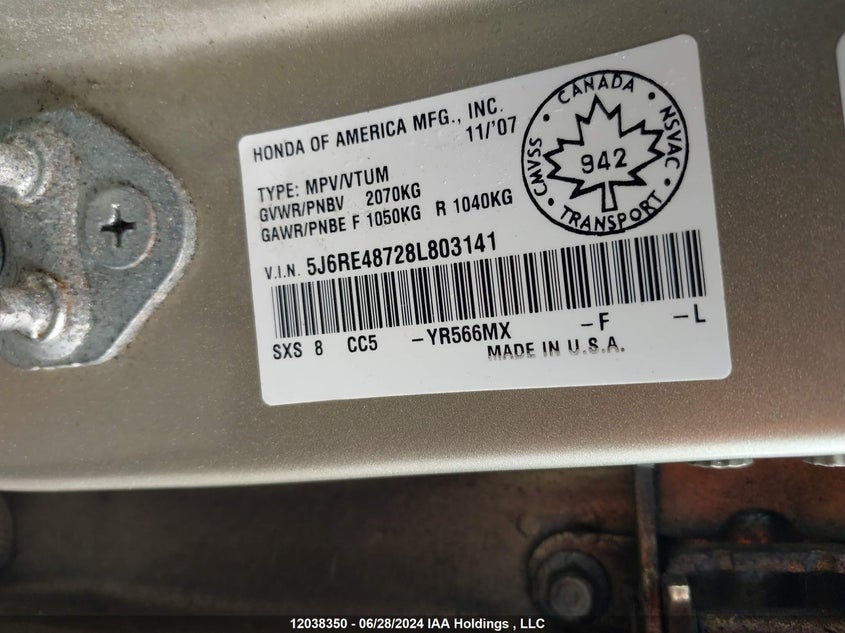 HONDA OF AMERICA MFG., INC.
11/'07
TYPE: MPV/VTUM
GVWR/PNBV 2070KG
GAWR/PNBE F 1050KG R 1040KG
V.I.N. 5J6RE48728L803141
SXS 8 CC5 -YR566MX -F -L
MADE IN U.S.A.
• CANADA •
CMVSS 942 NSVAC
• TRANSPORT •
12038350 - 06/28/2024 IAA Holdings , LLC